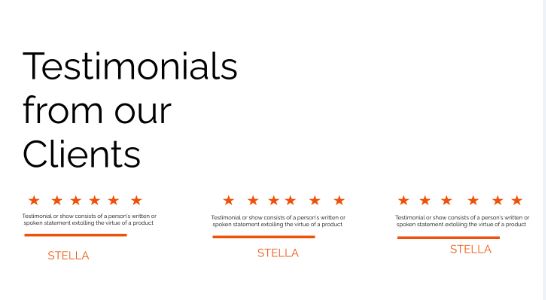 Testimonials
from our
Clients
Testimonial or show consists of a person's written or
spoken statement extolling the virtue of a product
STELLA
Testimonial or show consists of a person's written or
spoken statement extolling the virtue of a product
STELLA
Testimonial or show consists of a person's written or
spoken statement extolling the virtue of a product
STELLA